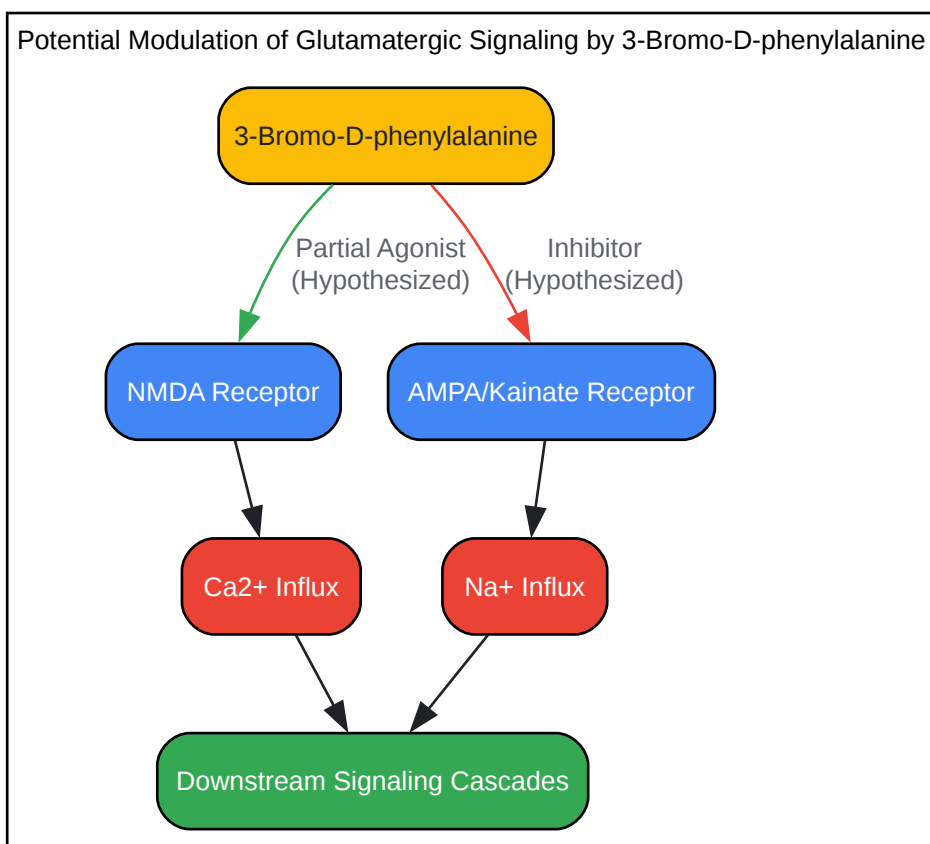 Potential Modulation of Glutamatergic Signaling by 3-Bromo-D-phenylalanine
3-Bromo-D-phenylalanine
Partial Agonist
(Hypothesized)
Inhibitor
(Hypothesized)
NMDA Receptor
AMPA/Kainate Receptor
Ca2+ Influx
Na+ Influx
Downstream Signaling Cascades